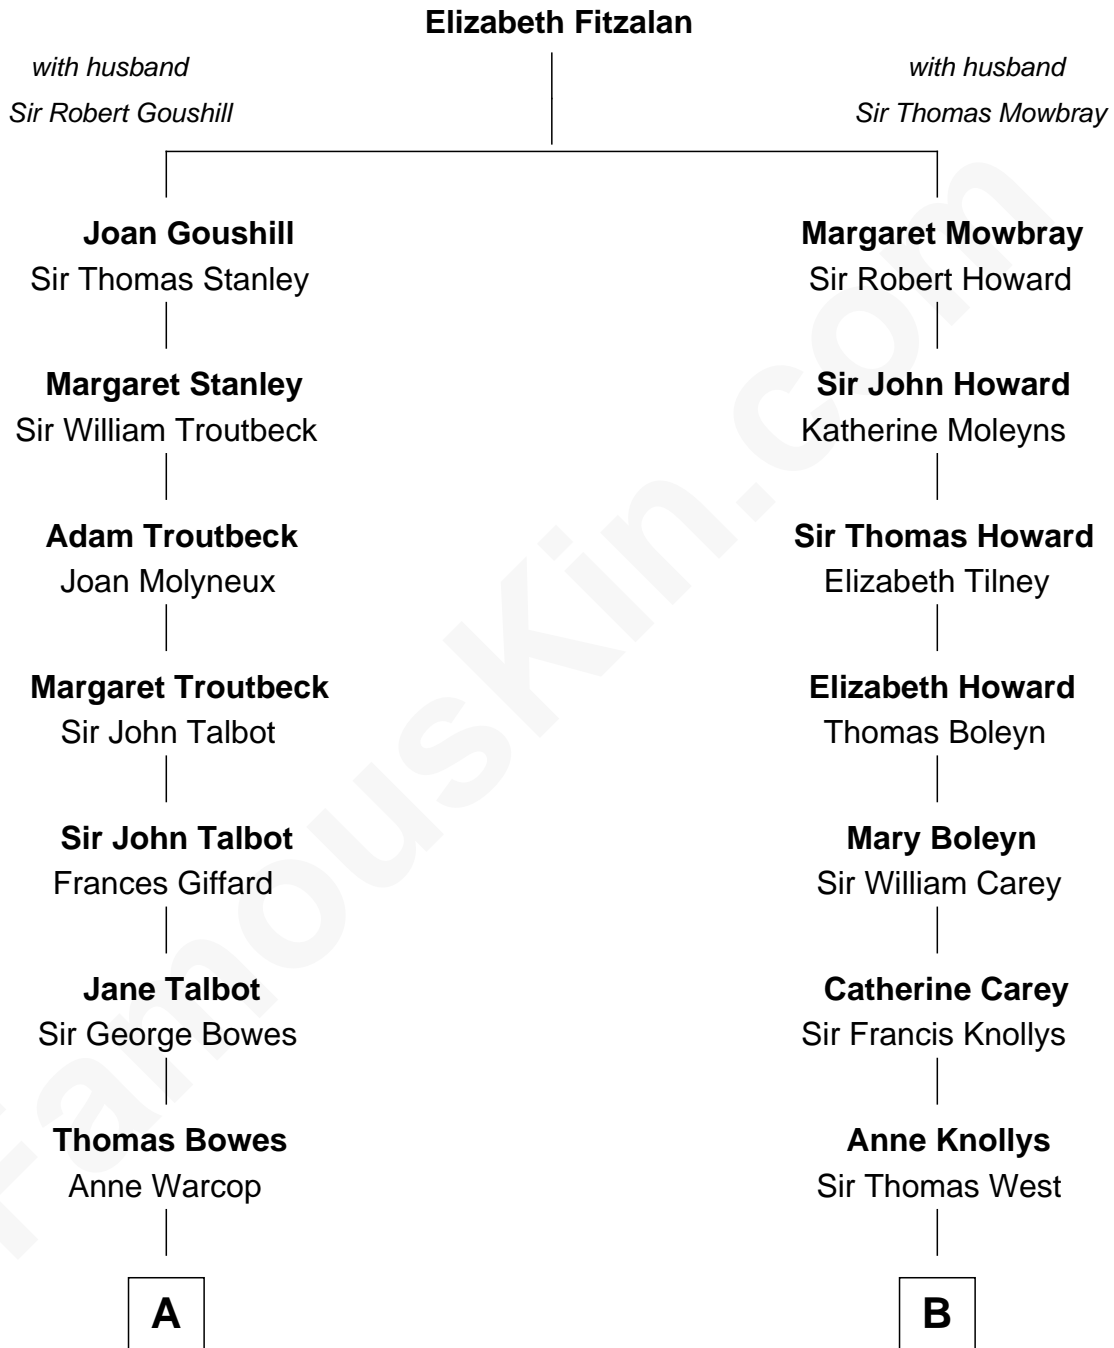 Elizabeth Fitzalan
with husband
Sir Robert Goushill
with husband
Sir Thomas Mowbray
Joan Goushill
Sir Thomas Stanley
Margaret Mowbray
Sir Robert Howard
Margaret Stanley
Sir William Troutbeck
Sir John Howard
Katherine Moleyns
Adam Troutbeck
Joan Molyneux
Sir Thomas Howard
Elizabeth Tilney
Margaret Troutbeck
Sir John Talbot
Elizabeth Howard
Thomas Boleyn
Sir John Talbot
Frances Giffard
Mary Boleyn
Sir William Carey
Jane Talbot
Sir George Bowes
Catherine Carey
Sir Francis Knollys
Thomas Bowes
Anne Warcop
Anne Knollys
Sir Thomas West
A
B
FamousKin.com